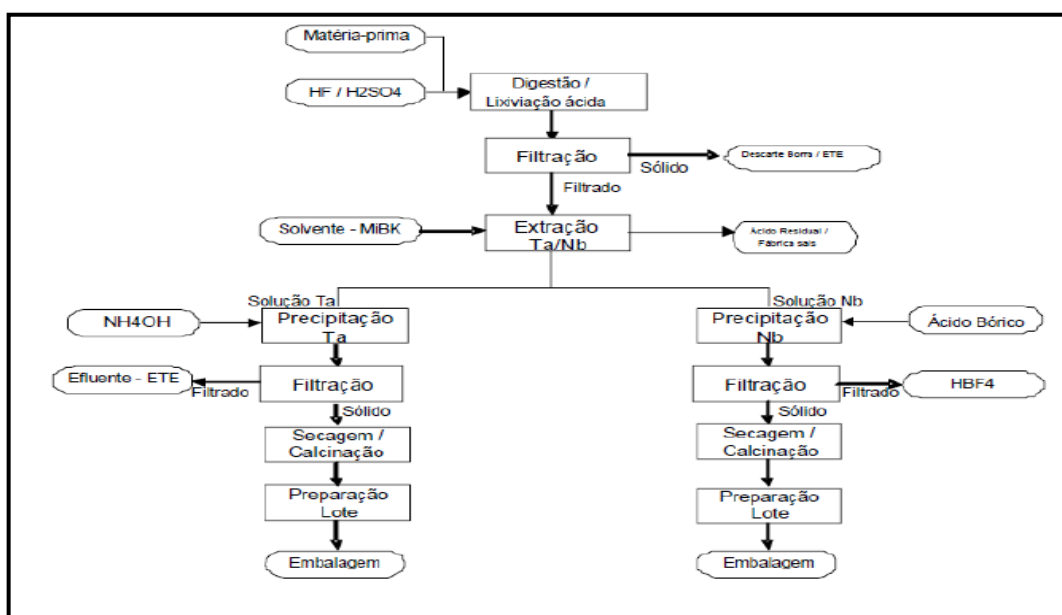 Matéria-prima
HF / H2SO4
Digestão /
Lixiviação ácida
Filtração
Sólido
Descarte Borra / ETE
Filtrado
Solvente - MiBK
Extração
Ta/Nb
Ácido Residual /
Fábrica sais
Solução Ta
Solução Nb
NH4OH
Precipitação
Ta
Precipitação
Nb
Ácido Bórico
Efluente - ETE
Filtrado
Filtração
Sólido
Filtração
Filtrado
HBF4
Sólido
Secagem /
Calcinação
Secagem /
Calcinação
Preparação
Lote
Preparação
Lote
Embalagem
Embalagem